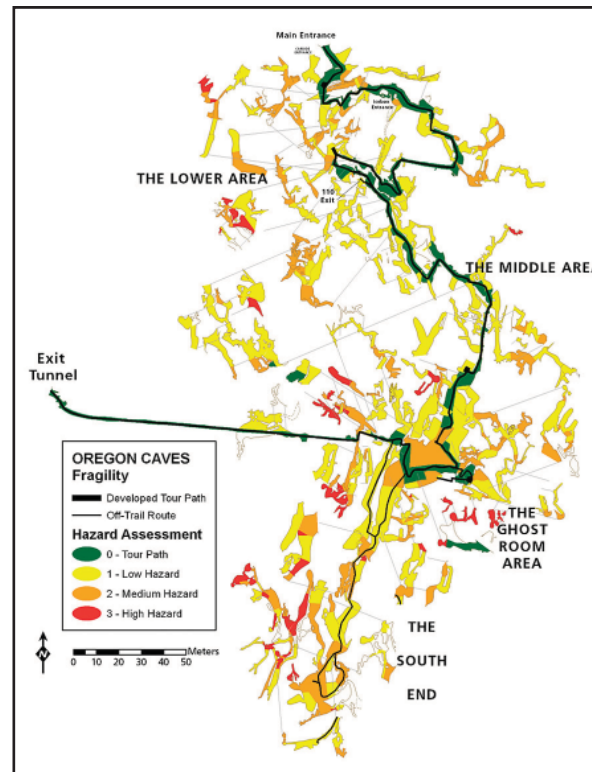 Main Entrance
THE LOWER AREA
110
Exit
THE MIDDLE AREA
Exit
Tunnel
OREGON CAVES
Fragility
Developed Tour Path
Off-Trail Route
Hazard Assessment
0 - Tour Path
1 - Low Hazard
2 - Medium Hazard
3 - High Hazard
THE
GHOST
ROOM
AREA
N
0 10 20 30 40 50 Meters
THE
SOUTH
END